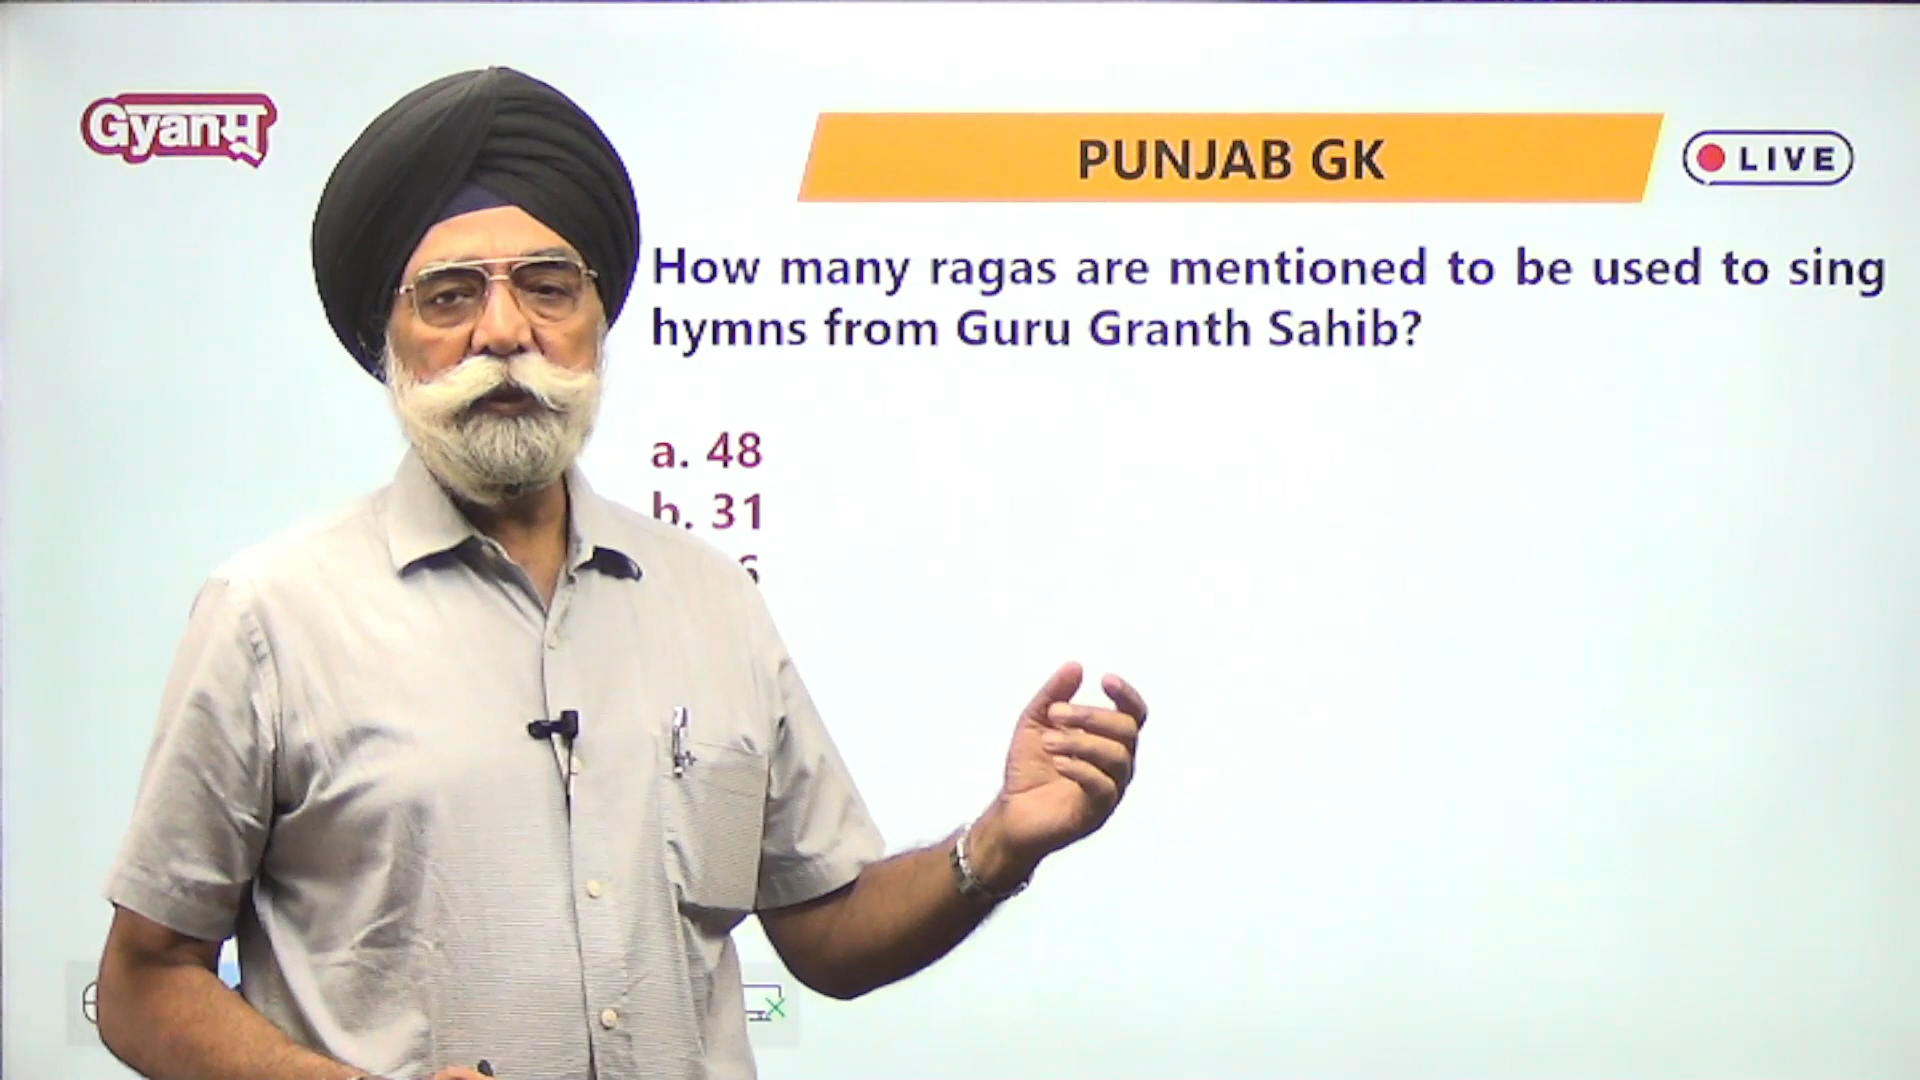 Gyanम्
PUNJAB GK
LIVE
How many ragas are mentioned to be used to sing
hymns from Guru Granth Sahib?
a. 48
b. 31
6